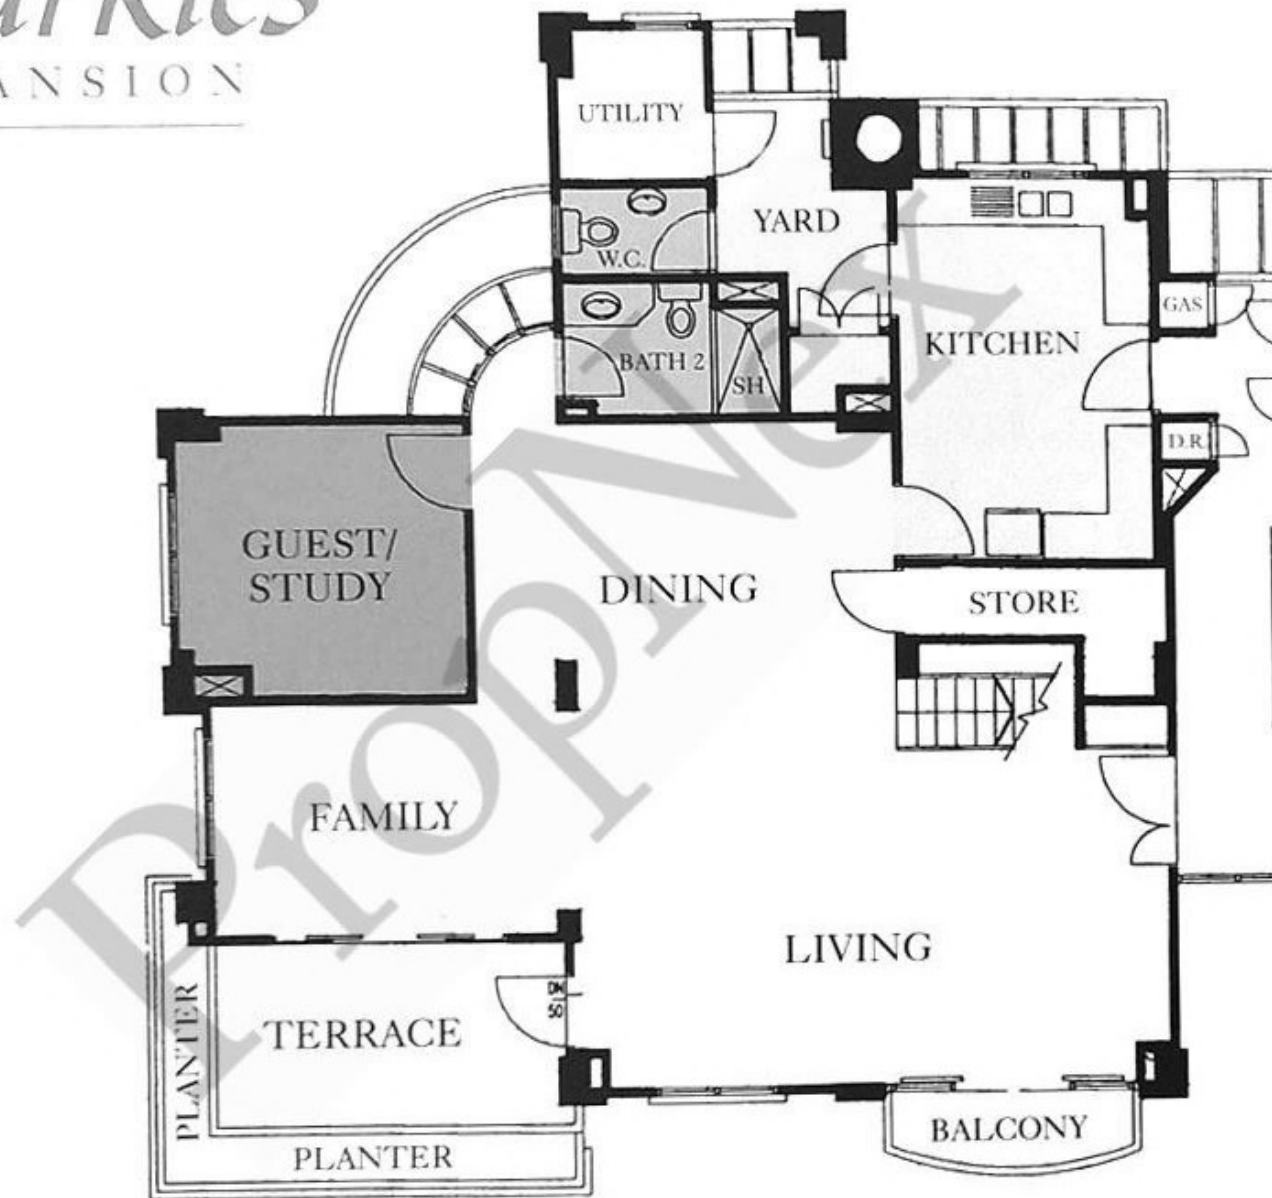 ANSION
UTILITY
YARD
W.C.
KITCHEN
GAS
BATH 2
SH
D.R.
GUEST/
STUDY
DINING
STORE
FAMILY
LIVING
DN
50
TERRACE
PLANTER
BALCONY
PLANTER
PropNex